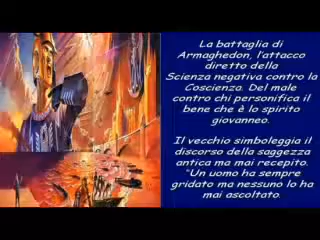 La battaglia di
Armaghedon, l'attacco
diretto della
Scienza negativa contro la
Coscienza. Del male
contro chi personifica il
bene che è lo spirito
giovanneo.
Il vecchio simboleggia il
discorso della saggezza
antica ma mai recepito.
"Un uomo ha sempre
gridato ma nessuno lo ha
mai ascoltato.